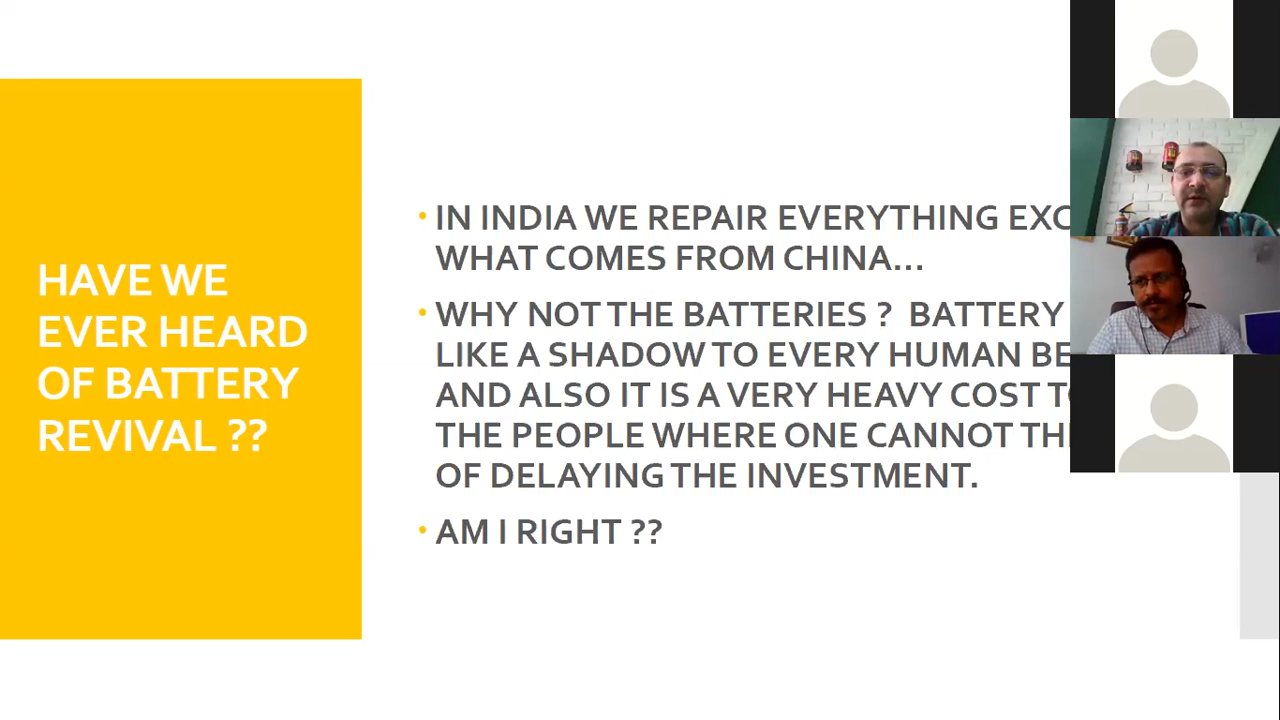 HAVE WE
EVER HEARD
OF BATTERY
REVIVAL ??
• IN INDIA WE REPAIR EVERYTHING
WHAT COMES FROM CHINA...
• WHY NOT THE BATTERIES ? BATTERY
LIKE A SHADOW TO EVERY HUMAN
AND ALSO IT IS A VERY HEAVY COST
THE PEOPLE WHERE ONE CANNOT
OF DELAYING THE INVESTMENT.
• AM I RIGHT ??